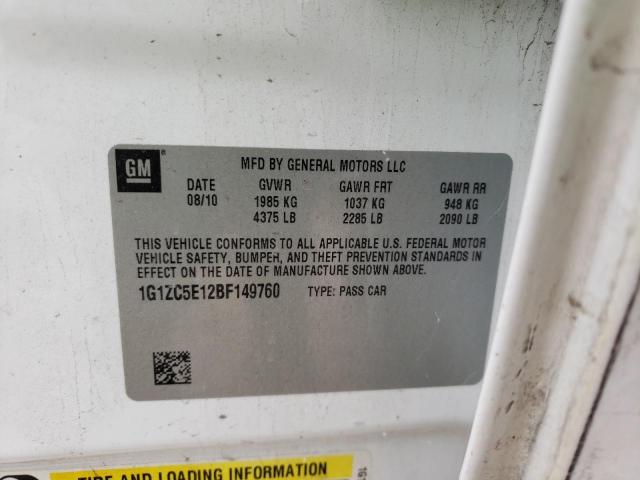 GM
MFD BY GENERAL MOTORS LLC
DATE GVWR GAWR FRT GAWR RR
08/10 1985 KG 1037 KG 948 KG
4375 LB 2285 LB 2090 LB
THIS VEHICLE CONFORMS TO ALL APPLICABLE U.S. FEDERAL MOTOR
VEHICLE SAFETY, BUMPER, AND THEFT PREVENTION STANDARDS IN
EFFECT ON THE DATE OF MANUFACTURE SHOWN ABOVE.
1G1ZC5E12BF149760 TYPE: PASS CAR
TIRE AND LOADING INFORMATION